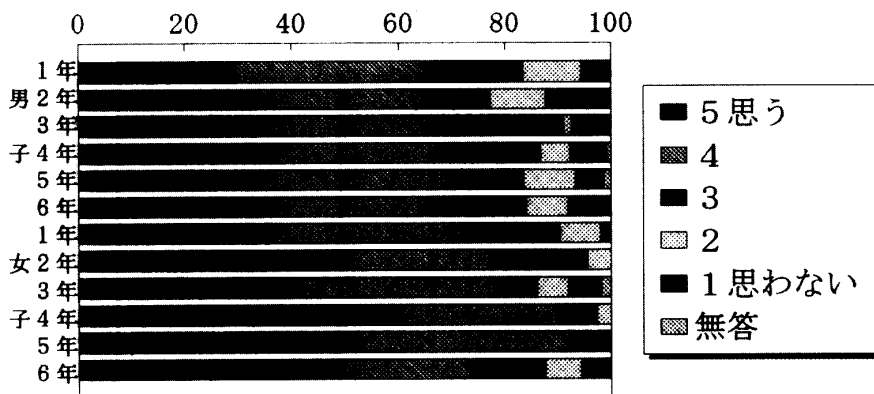 0 20 40 60 80 100
1年
男2年
3年
子4年
5年
6年
1年
女2年
3年
子4年
5年
6年
5思う
4
3
2
1思わない
無答